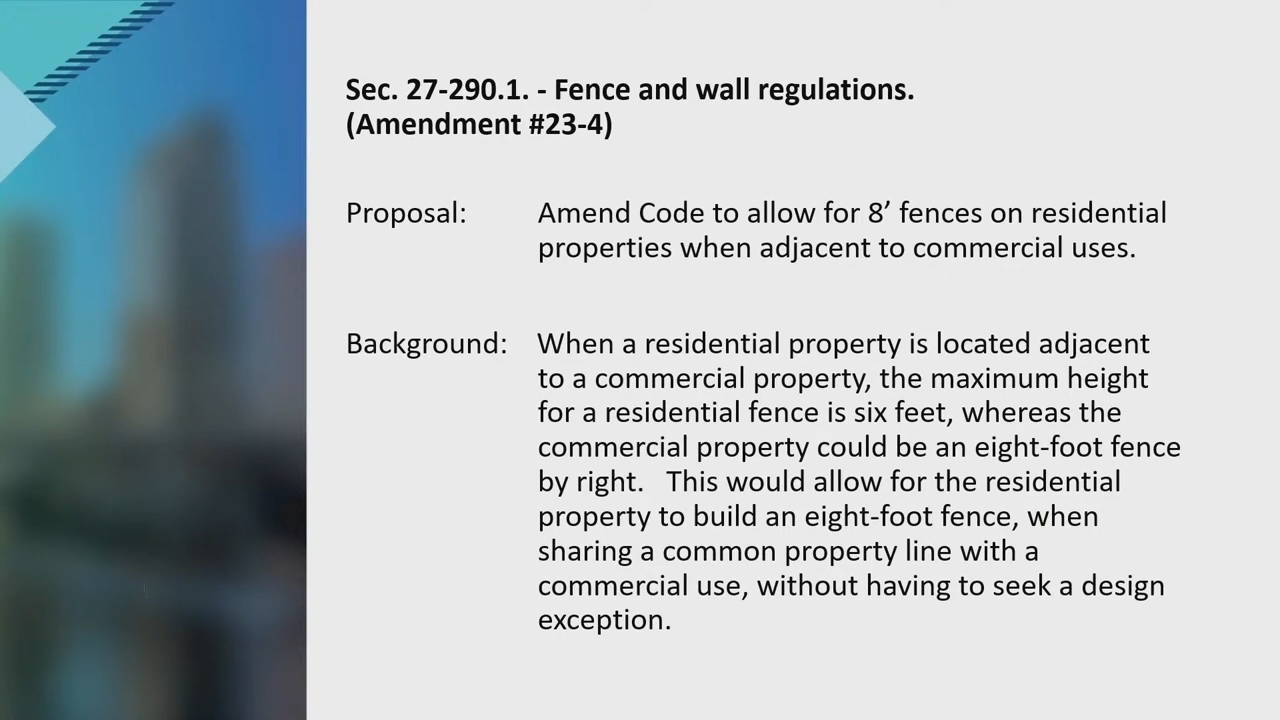 Sec. 27-290.1. - Fence and wall regulations.
(Amendment #23-4)
Proposal: Amend Code to allow for 8’ fences on residential
properties when adjacent to commercial uses.
Background: When a residential property is located adjacent
to a commercial property, the maximum height
for a residential fence is six feet, whereas the
commercial property could be an eight-foot fence
by right. This would allow for the residential
property to build an eight-foot fence, when
sharing a common property line with a
commercial use, without having to seek a design
exception.